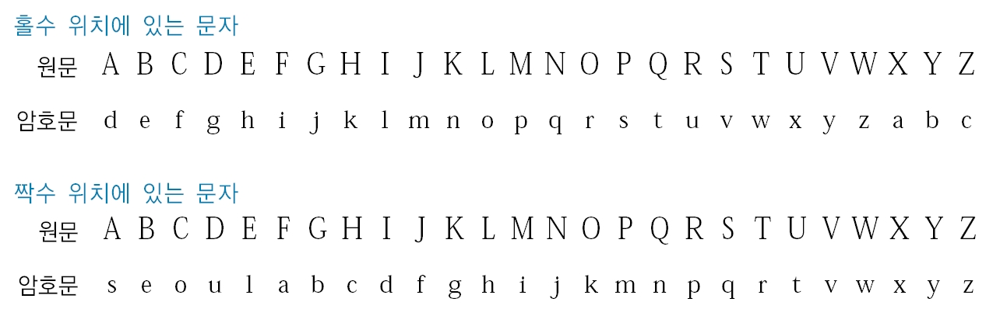 홀수 위치에 있는 문자
원문 A B C D E F G H I J K L M N O P Q R S T U V W X Y Z
암호문 d e f g h i j k l m n o p q r s t u v w x y z a b c
짝수 위치에 있는 문자
원문 A B C D E F G H I J K L M N O P Q R S T U V W X Y Z
암호문 s e o u l a b c d f g h i j k m n p q r t v w x y z